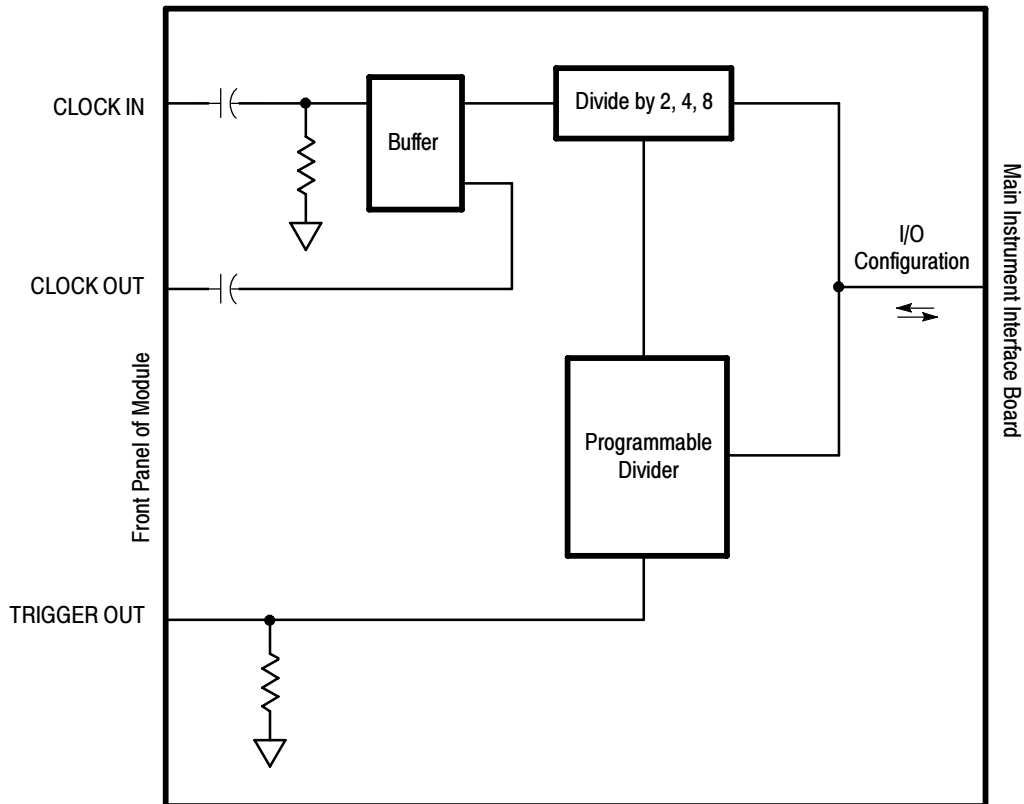 CLOCK IN
Buffer
Divide by 2, 4, 8
CLOCK OUT
I/O
Configuration
Main Instrument Interface Board
Front Panel of Module
Programmable
Divider
TRIGGER OUT